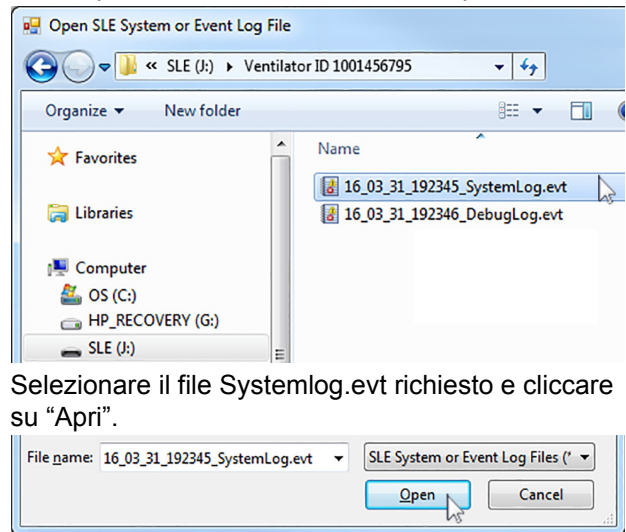 Open SLE System or Event Log File
« SLE (J:) ▸ Ventilator ID 1001456795
Organize New folder
Favorites
Libraries
Computer
OS (C:)
HP_RECOVERY (G:)
SLE (J:)
Name
16_03_31_192345_SystemLog.evt
16_03_31_192346_DebugLog.evt
Selezionare il file Systemlog.evt richiesto e cliccare
su “Apri”.
File name: 16_03_31_192345_SystemLog.evt SLE System or Event Log Files (*
Open Cancel